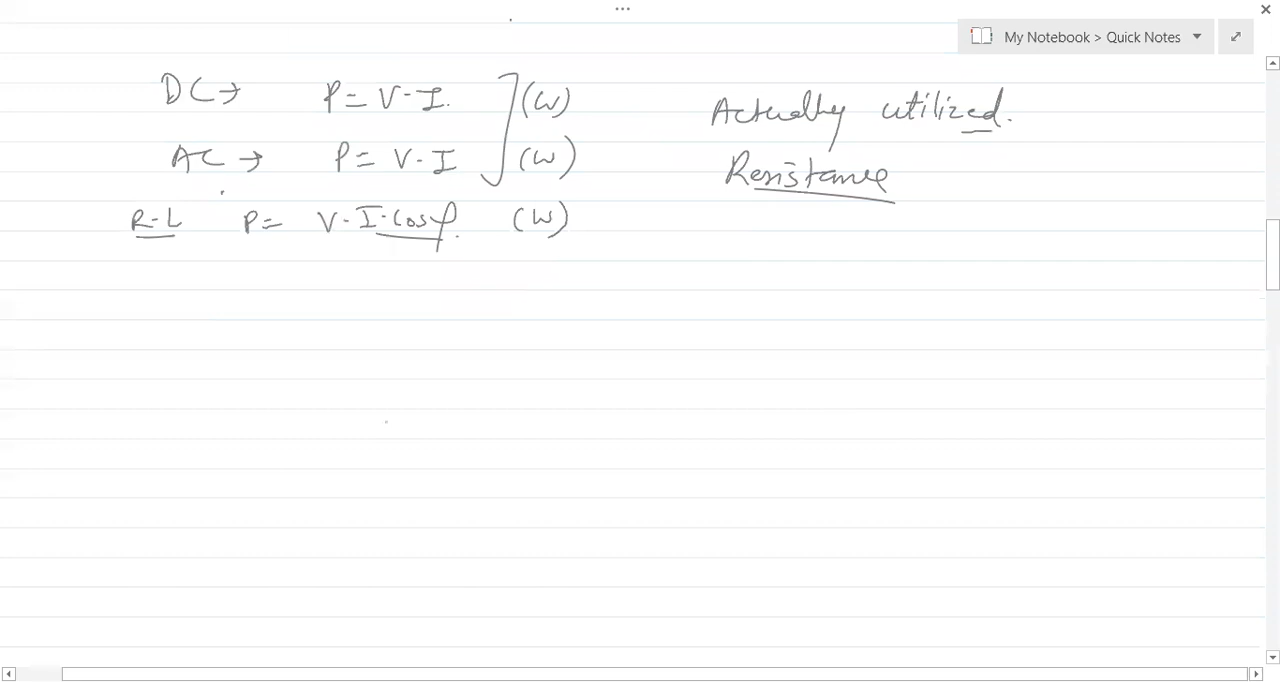 ...
My Notebook > Quick Notes
DC → P = V·I. (W) Actually utilized.
AC → P = V·I (W) Resistance
R-L P = V·I·Cosφ. (W)